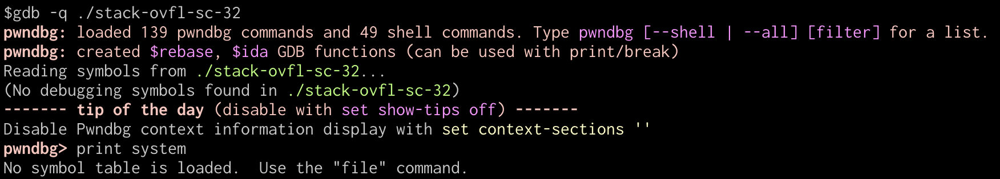 $gdb -q ./stack-ovfl-sc-32
pwndbg: loaded 139 pwndbg commands and 49 shell commands. Type pwndbg [--shell | --all] [filter] for a list.
pwndbg: created $rebase, $ida GDB functions (can be used with print/break)
Reading symbols from ./stack-ovfl-sc-32...
(No debugging symbols found in ./stack-ovfl-sc-32)
------- tip of the day (disable with set show-tips off) -------
Disable Pwndbg context information display with set context-sections ''
pwndbg> print system
No symbol table is loaded.  Use the "file" command.